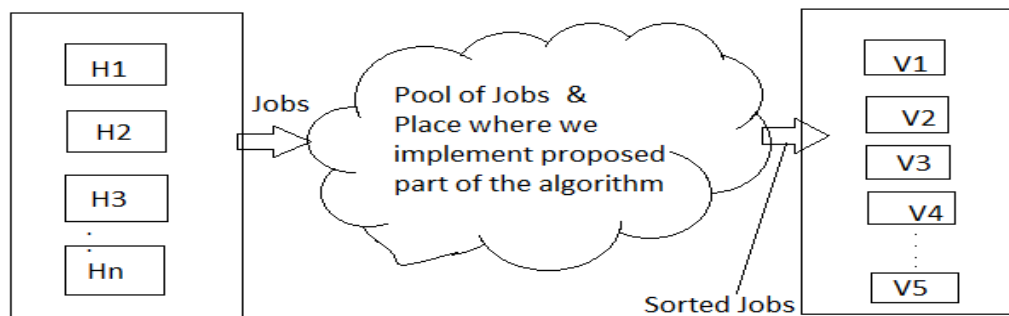 H1
H2
H3
Hn
Jobs
Pool of Jobs &
Place where we
implement proposed
part of the algorithm
Sorted Jobs
V1
V2
V3
V4
V5